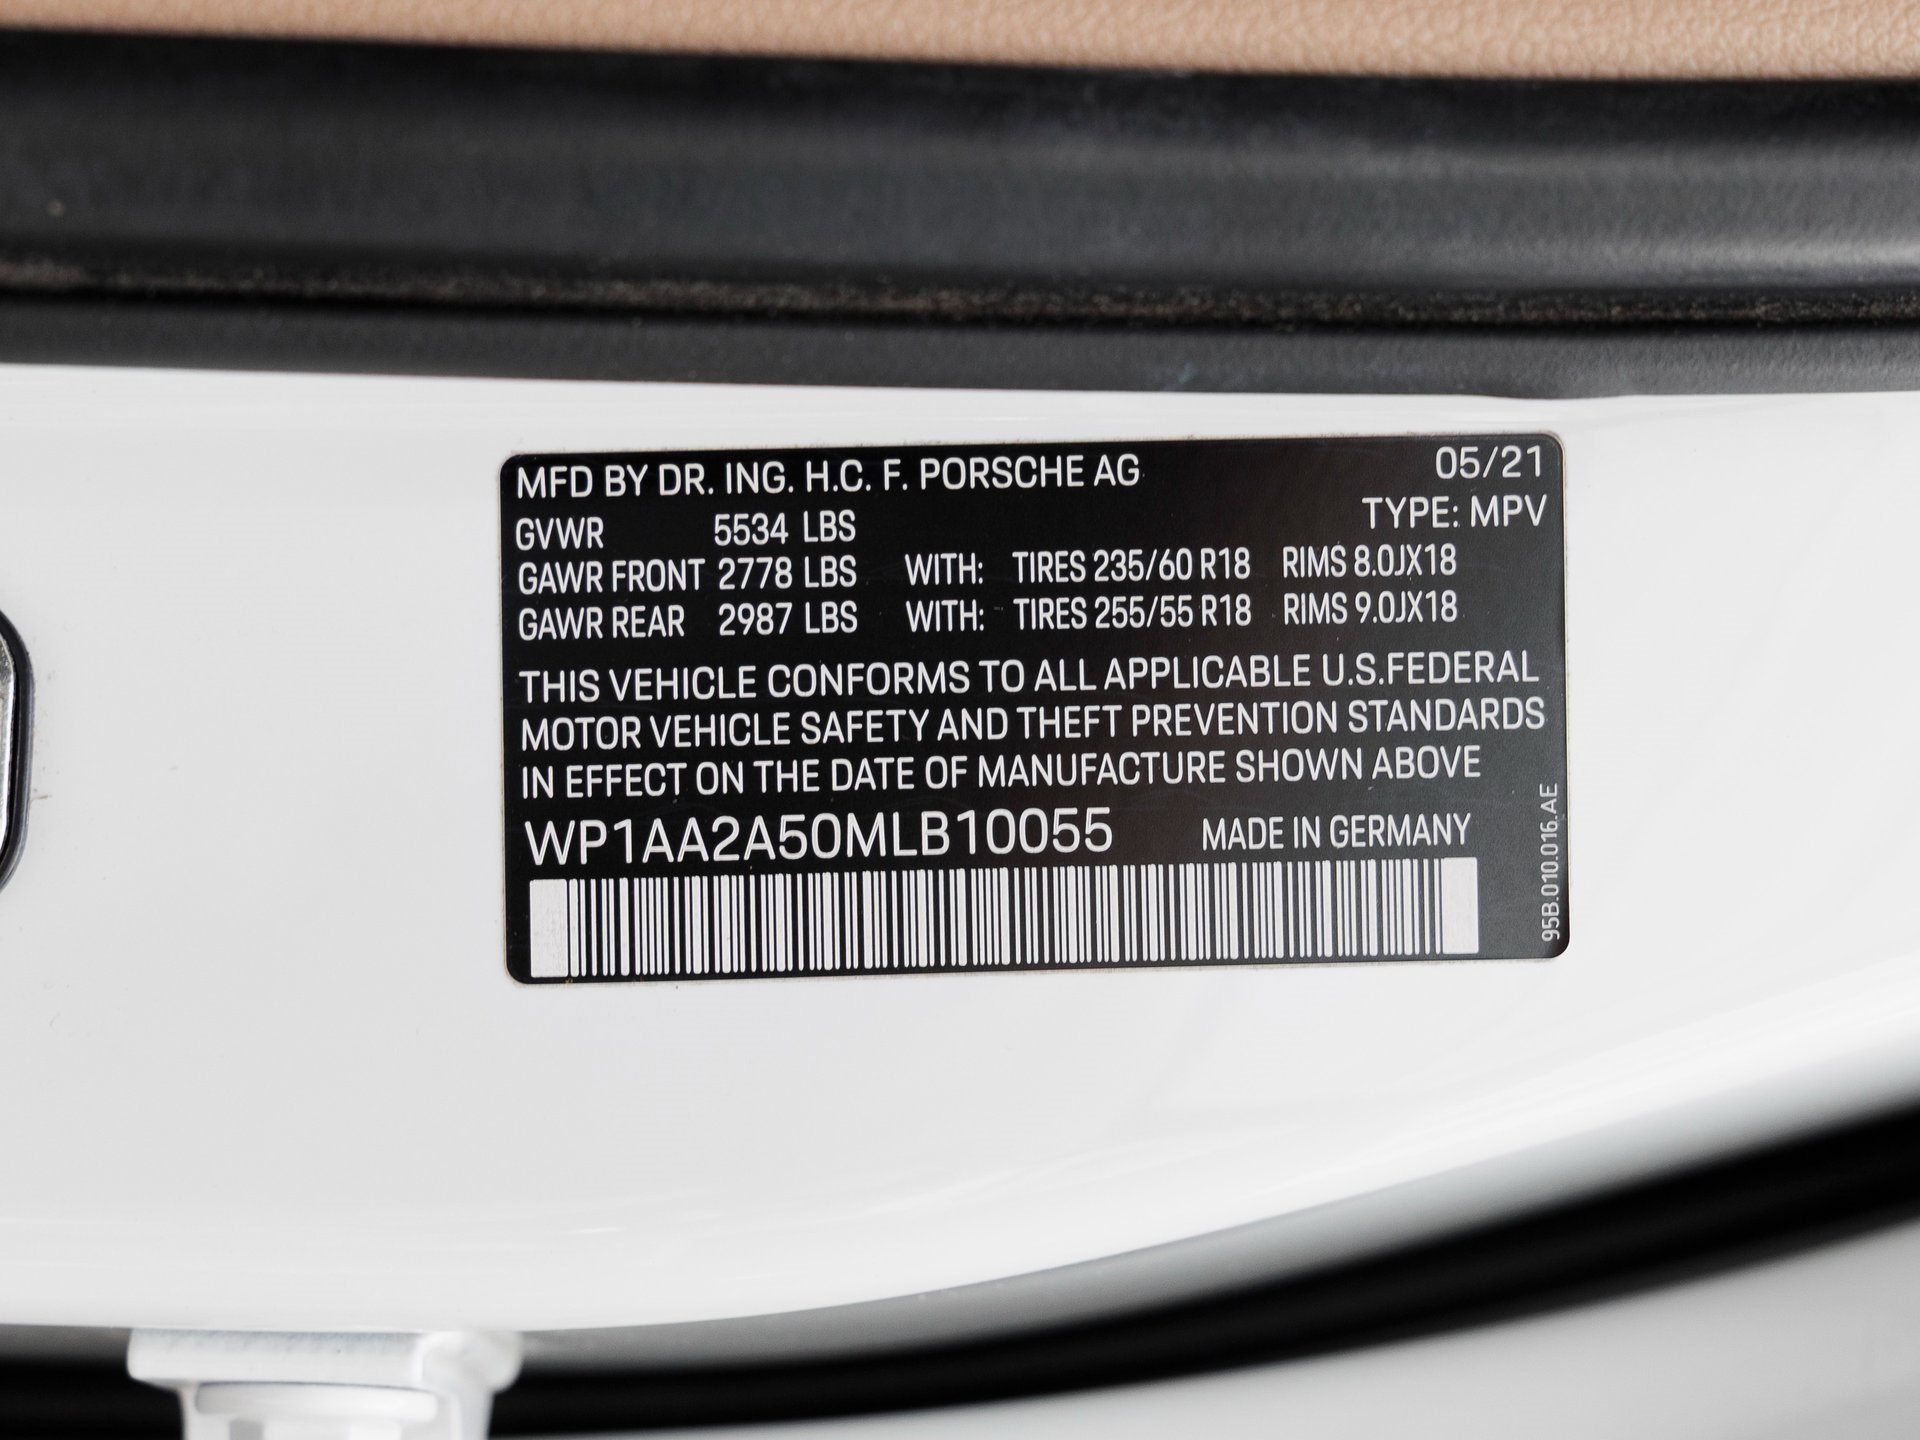 MFD BY DR. ING. H.C. F. PORSCHE AG 05/21
TYPE: MPV
GVWR 5534 LBS
GAWR FRONT 2778 LBS WITH: TIRES 235/60 R18 RIMS 8.0JX18
GAWR REAR 2987 LBS WITH: TIRES 255/55 R18 RIMS 9.0JX18
THIS VEHICLE CONFORMS TO ALL APPLICABLE U.S.FEDERAL
MOTOR VEHICLE SAFETY AND THEFT PREVENTION STANDARDS
IN EFFECT ON THE DATE OF MANUFACTURE SHOWN ABOVE
WP1AA2A50MLB10055 MADE IN GERMANY
95B.010.016.AE